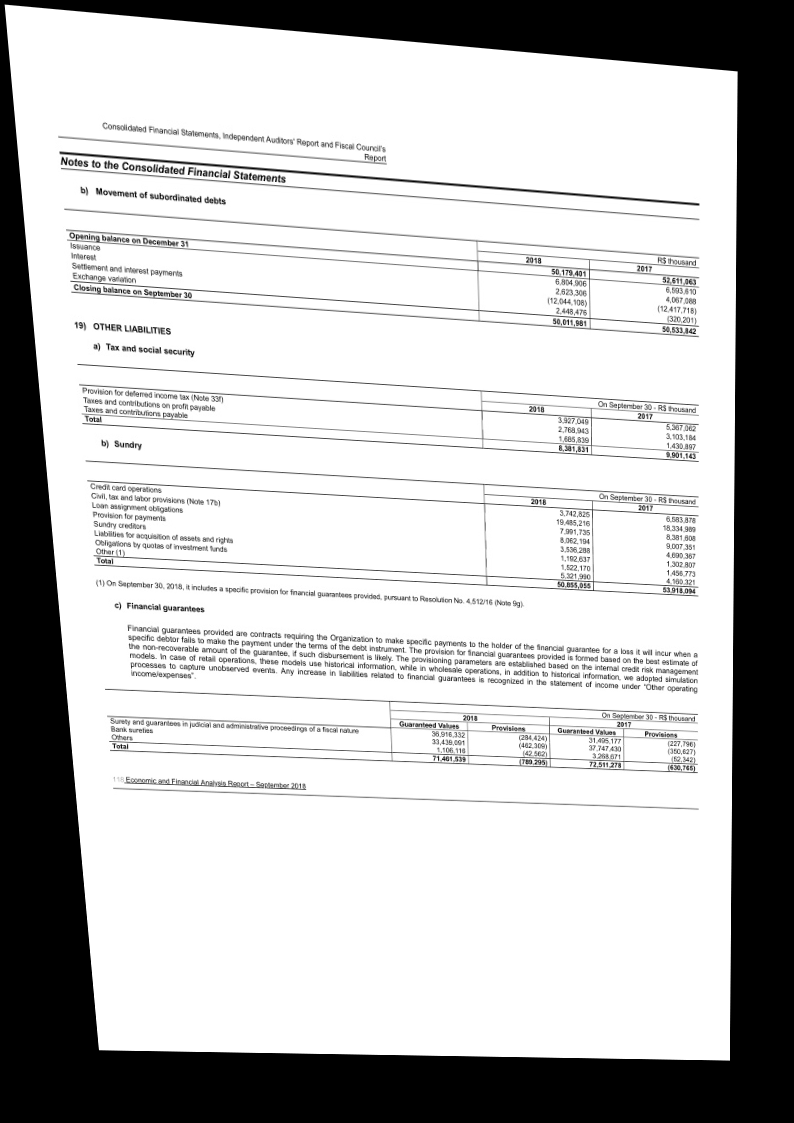 Consolidated Financial Statements, Independent Auditors' Report and Fiscal Council's
Report
Notes to the Consolidated Financial Statements
b) Movement of subordinated debts
R$ thousand
2018 2017
Opening balance on December 31 50,179,401 52,611,063
Issuance 6,804,906 6,593,610
Interest 2,623,306 4,067,088
Settlement and interest payments (12,044,108) (12,417,718)
Exchange variation 2,448,476 (320,201)
Closing balance on September 30 50,011,981 50,533,842
19) OTHER LIABILITIES
a) Tax and social security
On September 30 - R$ thousand
2018 2017
Provision for deferred income tax (Note 33f) 3,927,049 5,367,062
Taxes and contributions on profit payable 2,768,943 3,103,184
Taxes and contributions payable 1,685,839 1,430,897
Total 8,381,831 9,901,143
b) Sundry
On September 30 - R$ thousand
2018 2017
Credit card operations 3,742,825 6,583,878
Civil, tax and labor provisions (Note 17b) 19,485,216 18,334,989
Loan assignment obligations 7,991,735 8,381,608
Provision for payments 8,062,194 9,007,351
Sundry creditors 3,536,288 4,690,367
Liabilities for acquisition of assets and rights 1,192,637 1,302,807
Obligations by quotas of investment funds 1,522,170 1,456,773
Other (1) 5,321,990 4,160,321
Total 50,855,055 53,918,094
(1) On September 30, 2018, it includes a specific provision for financial guarantees provided, pursuant to Resolution No. 4,512/16 (Note 9g).
c) Financial guarantees
Financial guarantees provided are contracts requiring the Organization to make specific payments to the holder of the financial guarantee for a loss it will incur when a
specific debtor fails to make the payment under the terms of the debt instrument. The provision for financial guarantees provided is formed based on the best estimate of
the non-recoverable amount of the guarantee, if such disbursement is likely. The provisioning parameters are established based on the internal credit risk management
models. In case of retail operations, these models use historical information, while in wholesale operations, in addition to historical information, we adopted simulation
processes to capture unobserved events. Any increase in liabilities related to financial guarantees is recognized in the statement of income under "Other operating
income/expenses".
On September 30 - R$ thousand
2018 2017
Guaranteed Values Provisions Guaranteed Values Provisions
Surety and guarantees in judicial and administrative proceedings of a fiscal nature 36,916,332 (284,424) 31,495,177 (227,796)
Bank sureties 33,439,091 (462,309) 37,747,430 (350,627)
Others 1,106,116 (42,562) 3,268,671 (52,342)
Total 71,461,539 (789,295) 72,511,278 (630,765)
118 Economic and Financial Analysis Report – September 2018